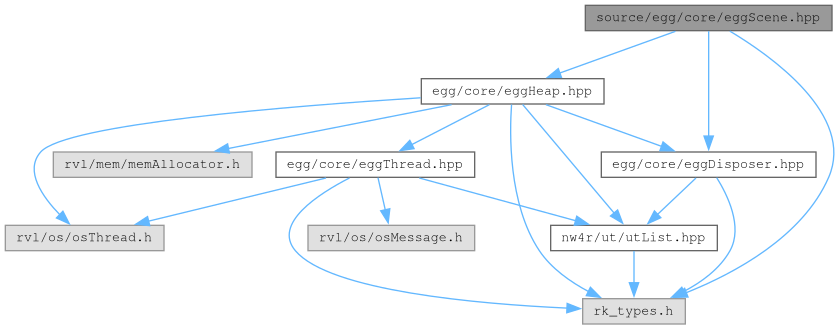 source/egg/core/eggScene.hpp
egg/core/eggHeap.hpp
rvl/mem/memAllocator.h
egg/core/eggThread.hpp
egg/core/eggDisposer.hpp
rvl/os/osThread.h
rvl/os/osMessage.h
nw4r/ut/utList.hpp
rk_types.h